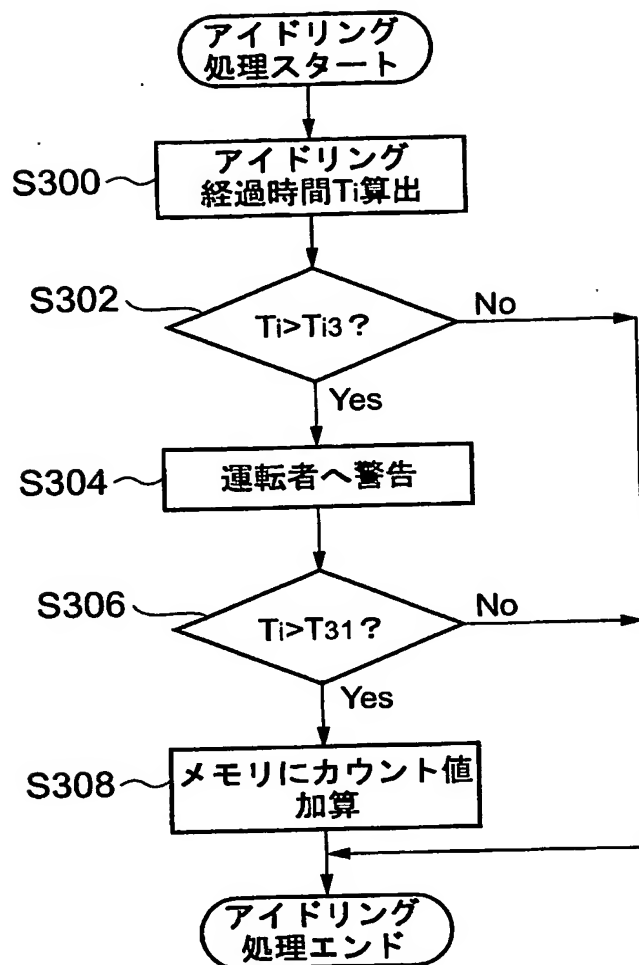 アイドリング
処理スタート
S300
アイドリング
経過時間Ti算出
S302
Ti>Ti3?
No
Yes
S304
運転者へ警告
S306
Ti>T31?
No
Yes
S308
メモリにカウント値
加算
アイドリング
処理エンド